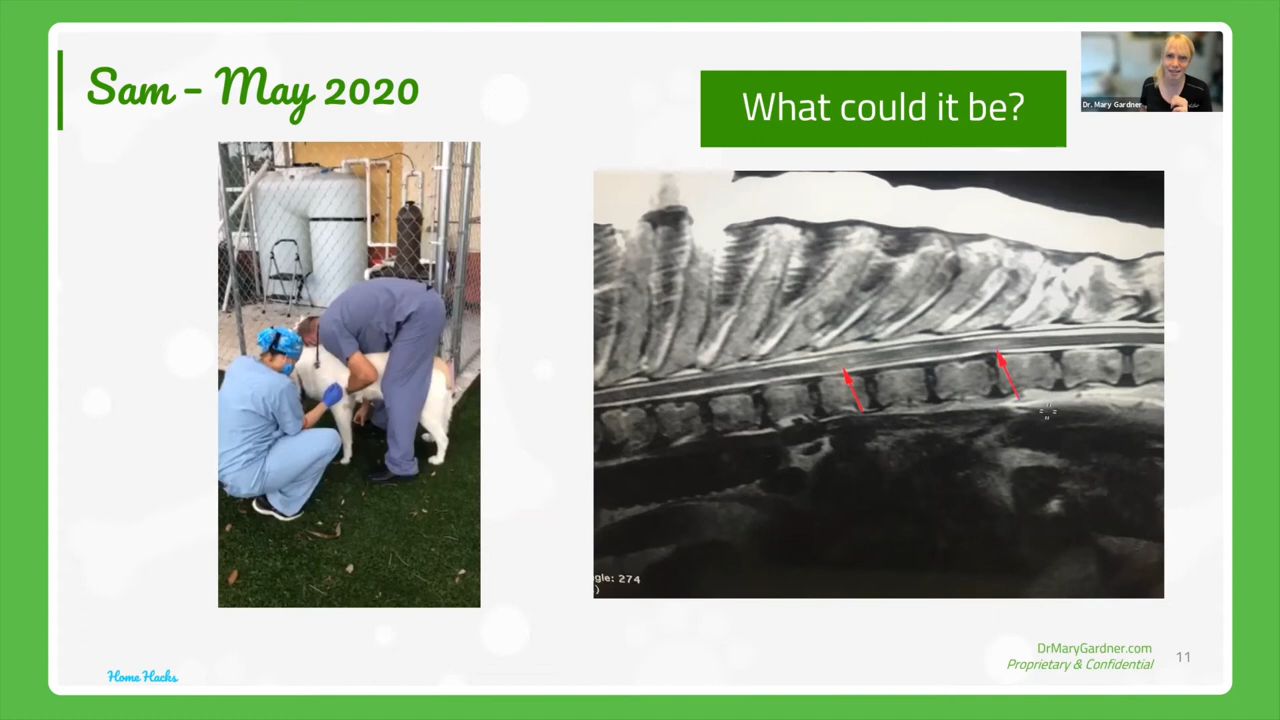 Sam – May 2020
What could it be?
Dr. Mary Gardner
gle: 274
)
DrMaryGardner.com
Proprietary & Confidential
11
Home Hacks